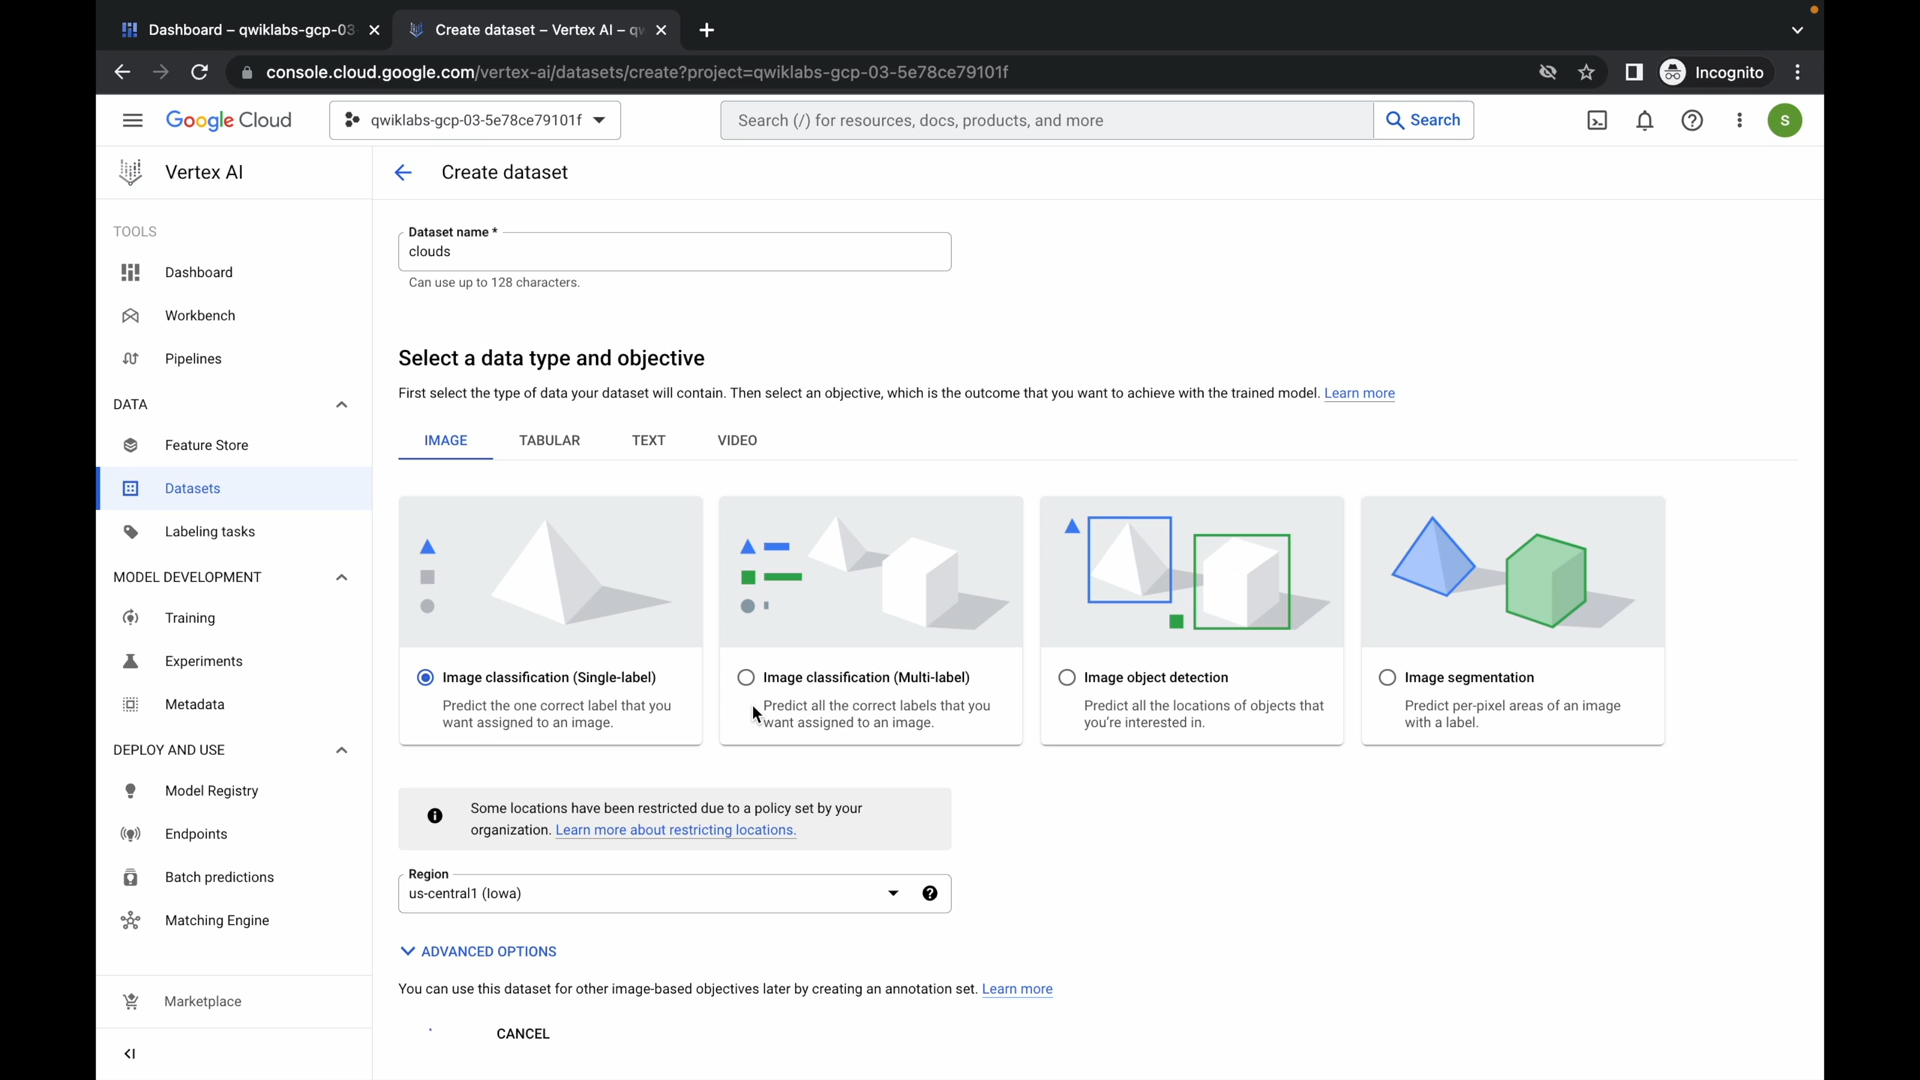 Dashboard – qwiklabs-gcp-03
Create dataset – Vertex AI – qw
console.cloud.google.com/vertex-ai/datasets/create?project=qwiklabs-gcp-03-5e78ce79101f
Incognito
Google Cloud
qwiklabs-gcp-03-5e78ce79101f
Search (/) for resources, docs, products, and more
Search
S
Vertex AI
Create dataset
TOOLS
Dashboard
Workbench
Pipelines
DATA
Feature Store
Datasets
Labeling tasks
MODEL DEVELOPMENT
Training
Experiments
Metadata
DEPLOY AND USE
Model Registry
Endpoints
Batch predictions
Matching Engine
Marketplace
Dataset name *
clouds
Can use up to 128 characters.
Select a data type and objective
First select the type of data your dataset will contain. Then select an objective, which is the outcome that you want to achieve with the trained model. Learn more
IMAGE
TABULAR
TEXT
VIDEO
Image classification (Single-label)
Predict the one correct label that you
want assigned to an image.
Image classification (Multi-label)
Predict all the correct labels that you
want assigned to an image.
Image object detection
Predict all the locations of objects that
you're interested in.
Image segmentation
Predict per-pixel areas of an image
with a label.
Some locations have been restricted due to a policy set by your
organization. Learn more about restricting locations.
Region
us-central1 (Iowa)
ADVANCED OPTIONS
You can use this dataset for other image-based objectives later by creating an annotation set. Learn more
CANCEL